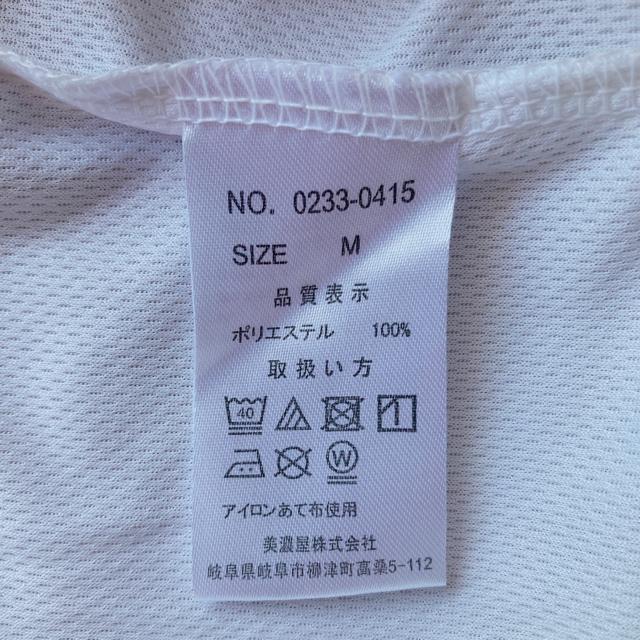 NO. 0233-0415
SIZE M
品質表示
ポリエステル 100%
取扱い方
40
W
アイロンあて布使用
美濃屋株式会社
岐阜県岐阜市柳津町高桑5-112